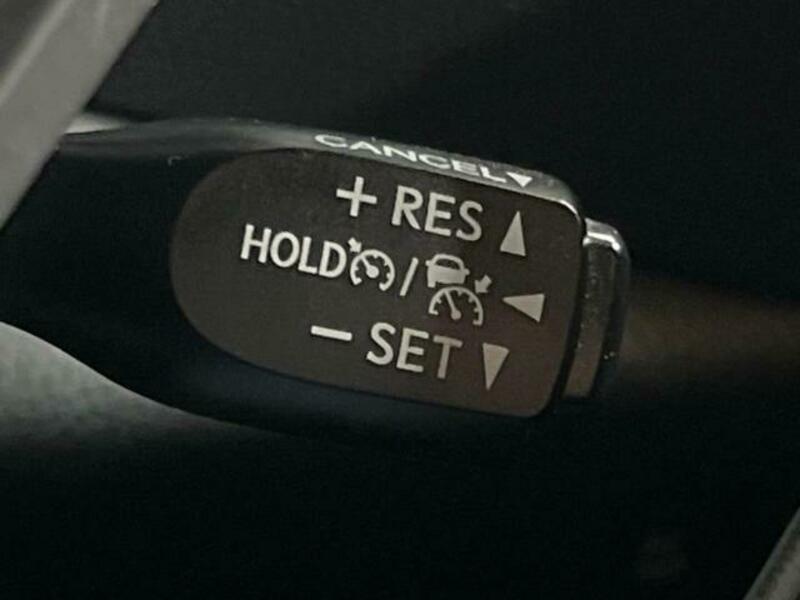 CANCEL▼
+ RES ▲
HOLD / ◀
− SET ▼